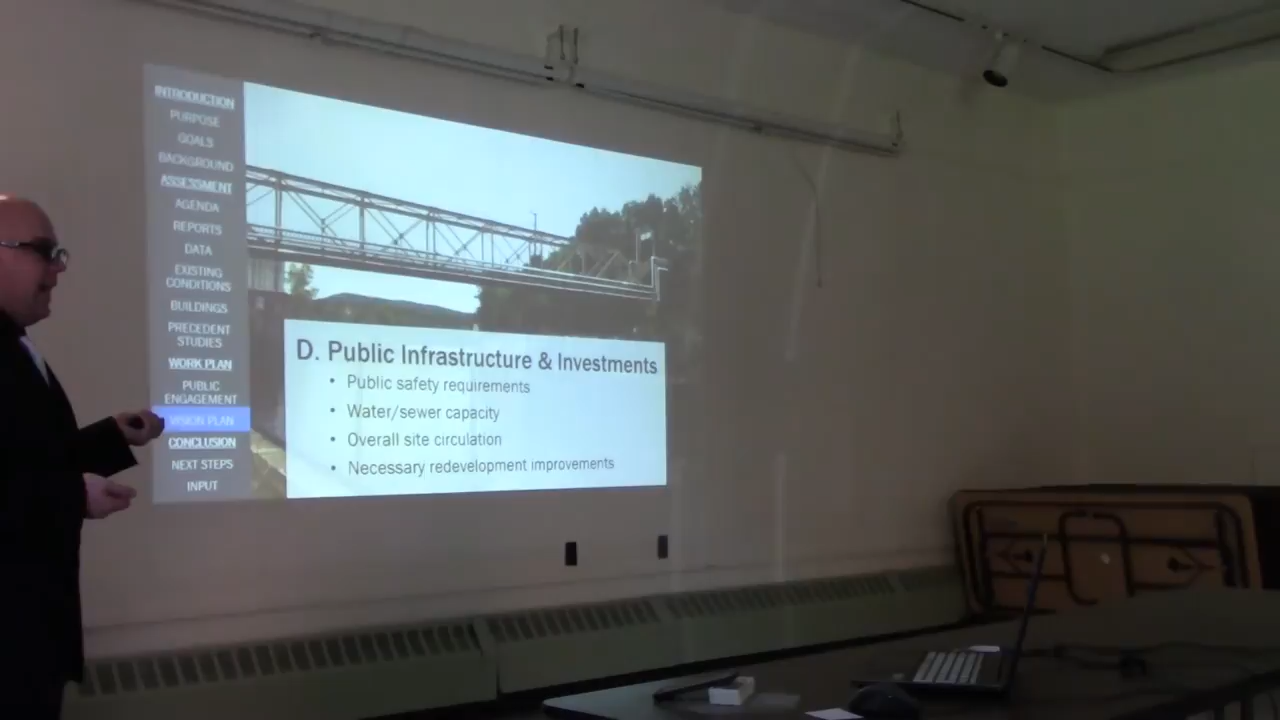 INTRODUCTION
PURPOSE
GOALS
BACKGROUND
ASSESSMENT
AGENDA
REPORTS
DATA
EXISTING
CONDITIONS
BUILDINGS
PRECEDENT
STUDIES
WORK PLAN
PUBLIC
ENGAGEMENT
VISION PLAN
CONCLUSION
NEXT STEPS
INPUT
D. Public Infrastructure & Investments
• Public safety requirements
• Water/sewer capacity
• Overall site circulation
• Necessary redevelopment improvements